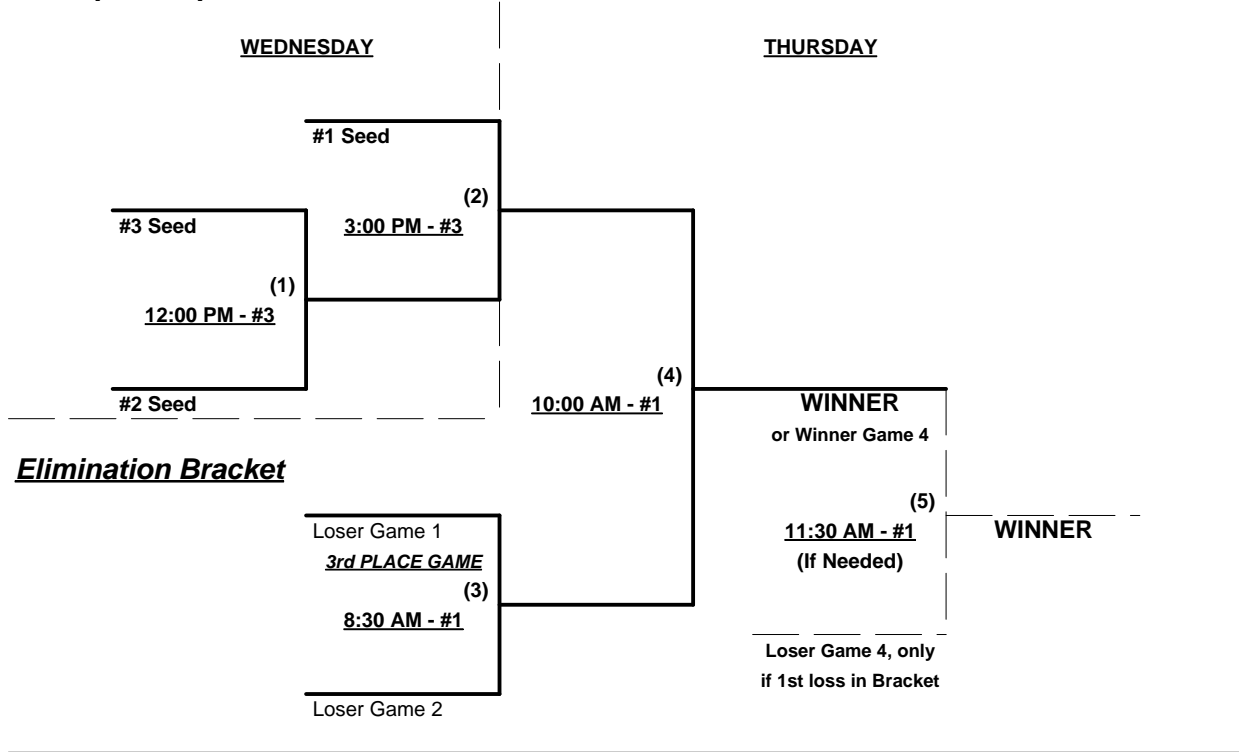 WEDNESDAY
THURSDAY
#1 Seed
(2)
3:00 PM - #3
#3 Seed
(1)
12:00 PM - #3
#2 Seed
(4)
10:00 AM - #1
WINNER
or Winner Game 4
Elimination Bracket
Loser Game 1
3rd PLACE GAME
(3)
8:30 AM - #1
Loser Game 2
(5)
11:30 AM - #1
(If Needed)
WINNER
Loser Game 4, only
if 1st loss in Bracket